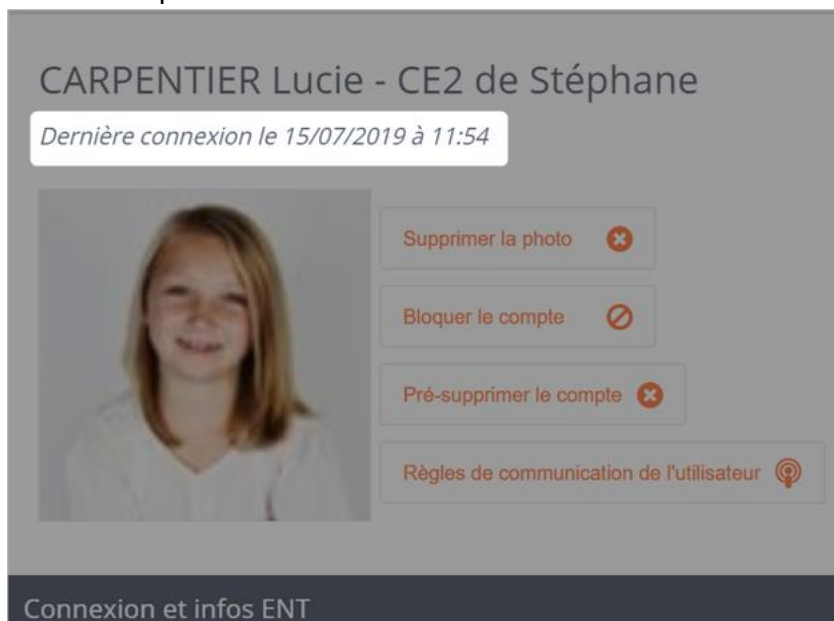 CARPENTIER Lucie - CE2 de Stéphane
Dernière connexion le 15/07/2019 à 11:54
Supprimer la photo
Bloquer le compte
Pré-supprimer le compte
Règles de communication de l'utilisateur
Connexion et infos ENT